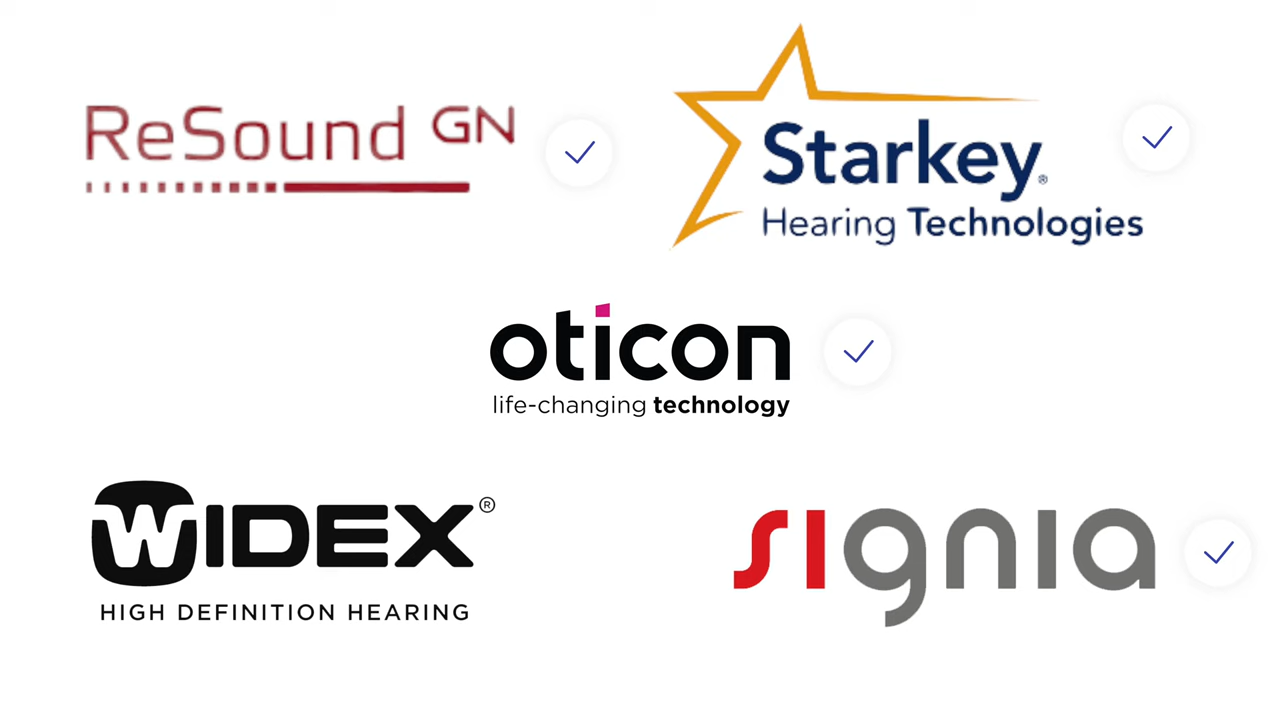 ReSound GN
Starkey®
Hearing Technologies
oticon
life-changing technology
WIDEX®
HIGH DEFINITION HEARING
signia